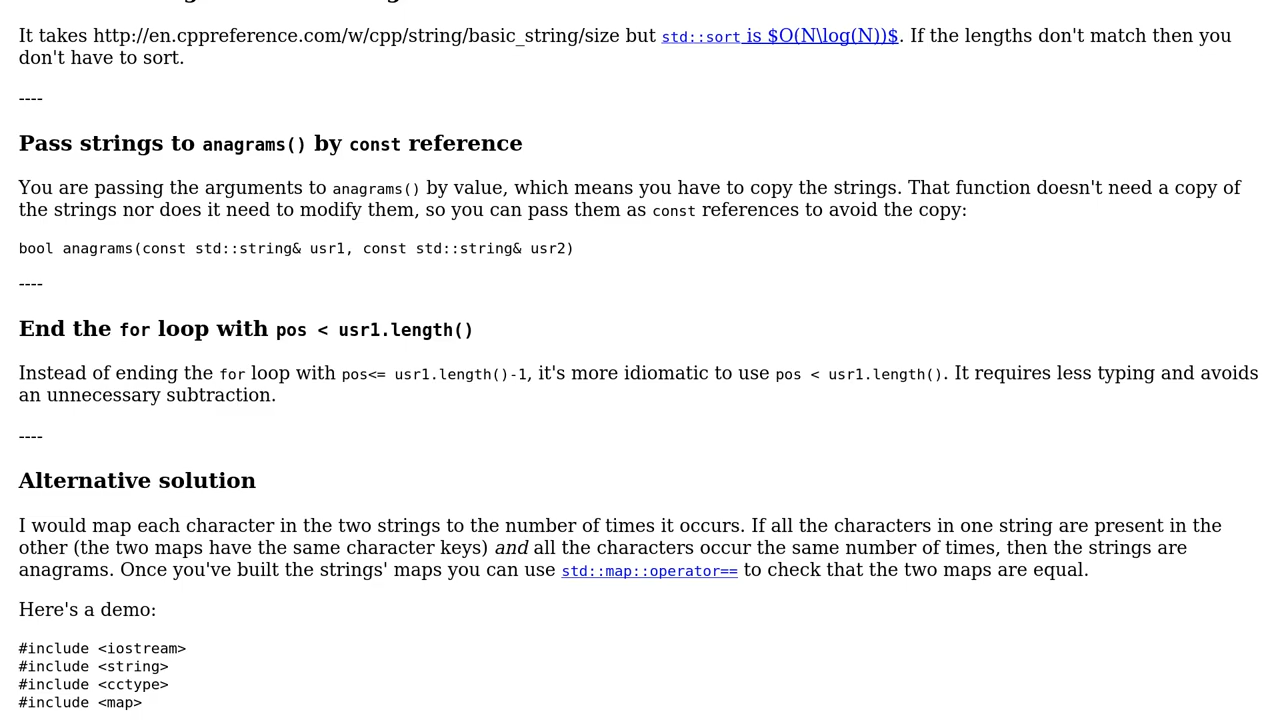 It takes http://en.cppreference.com/w/cpp/string/basic_string/size but std::sort is $O(N\log(N))$. If the lengths don't match then you
don't have to sort.
----
Pass strings to anagrams() by const reference
You are passing the arguments to anagrams() by value, which means you have to copy the strings. That function doesn't need a copy of
the strings nor does it need to modify them, so you can pass them as const references to avoid the copy:
bool anagrams(const std::string& usr1, const std::string& usr2)
----
End the for loop with pos < usr1.length()
Instead of ending the for loop with pos<= usr1.length()-1, it's more idiomatic to use pos < usr1.length(). It requires less typing and avoids
an unnecessary subtraction.
----
Alternative solution
I would map each character in the two strings to the number of times it occurs. If all the characters in one string are present in the
other (the two maps have the same character keys) and all the characters occur the same number of times, then the strings are
anagrams. Once you've built the strings' maps you can use std::map::operator== to check that the two maps are equal.
Here's a demo:
#include <iostream>
#include <string>
#include <cctype>
#include <map>